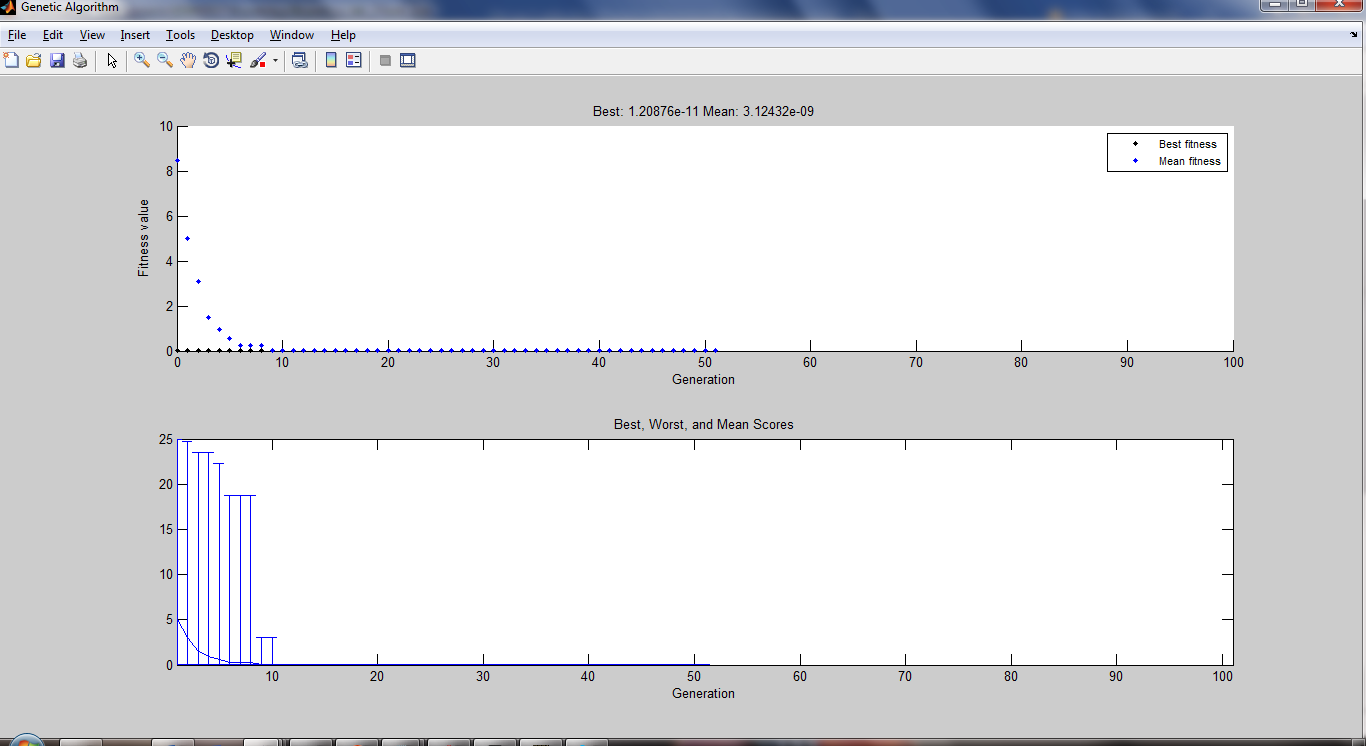 Genetic Algorithm
File Edit View Insert Tools Desktop Window Help
Best: 1.20876e-11 Mean: 3.12432e-09
10
8
6
4
2
0
Fitness value
Best fitness
Mean fitness
0 10 20 30 40 50 60 70 80 90 100
Generation
Best, Worst, and Mean Scores
25
20
15
10
5
0
10 20 30 40 50 60 70 80 90 100
Generation